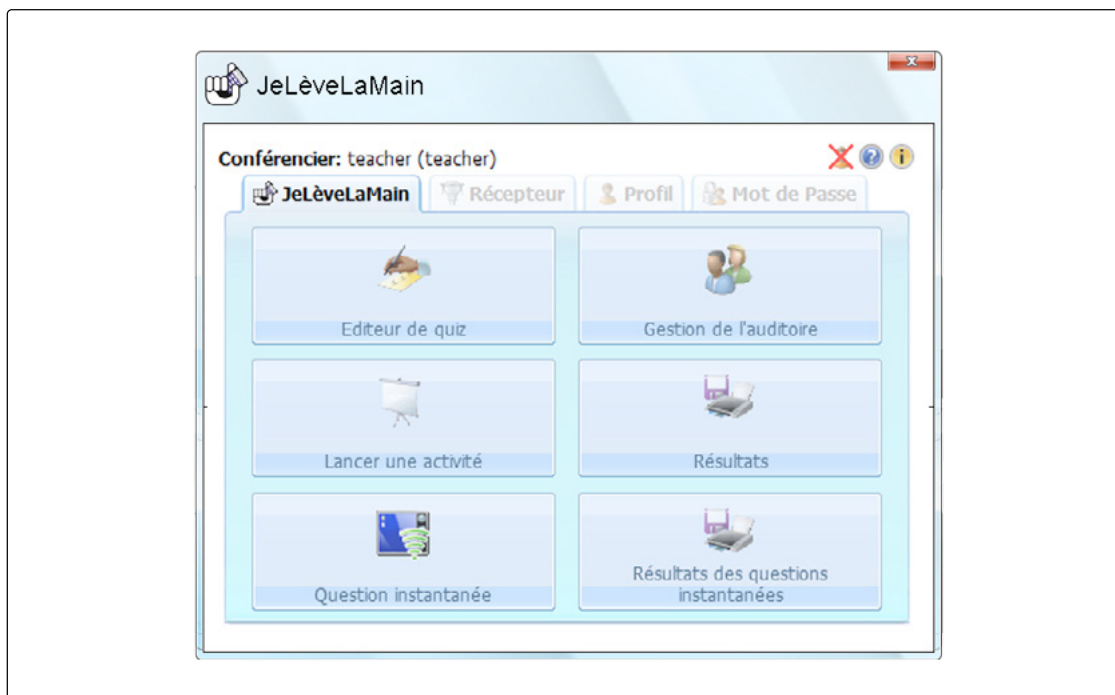 JeLèveLaMain
Conférencier: teacher (teacher)
JeLèveLaMain Récepteur Profil Mot de Passe
Editeur de quiz Gestion de l'auditoire
Lancer une activité Résultats
Question instantanée Résultats des questions
instantanées